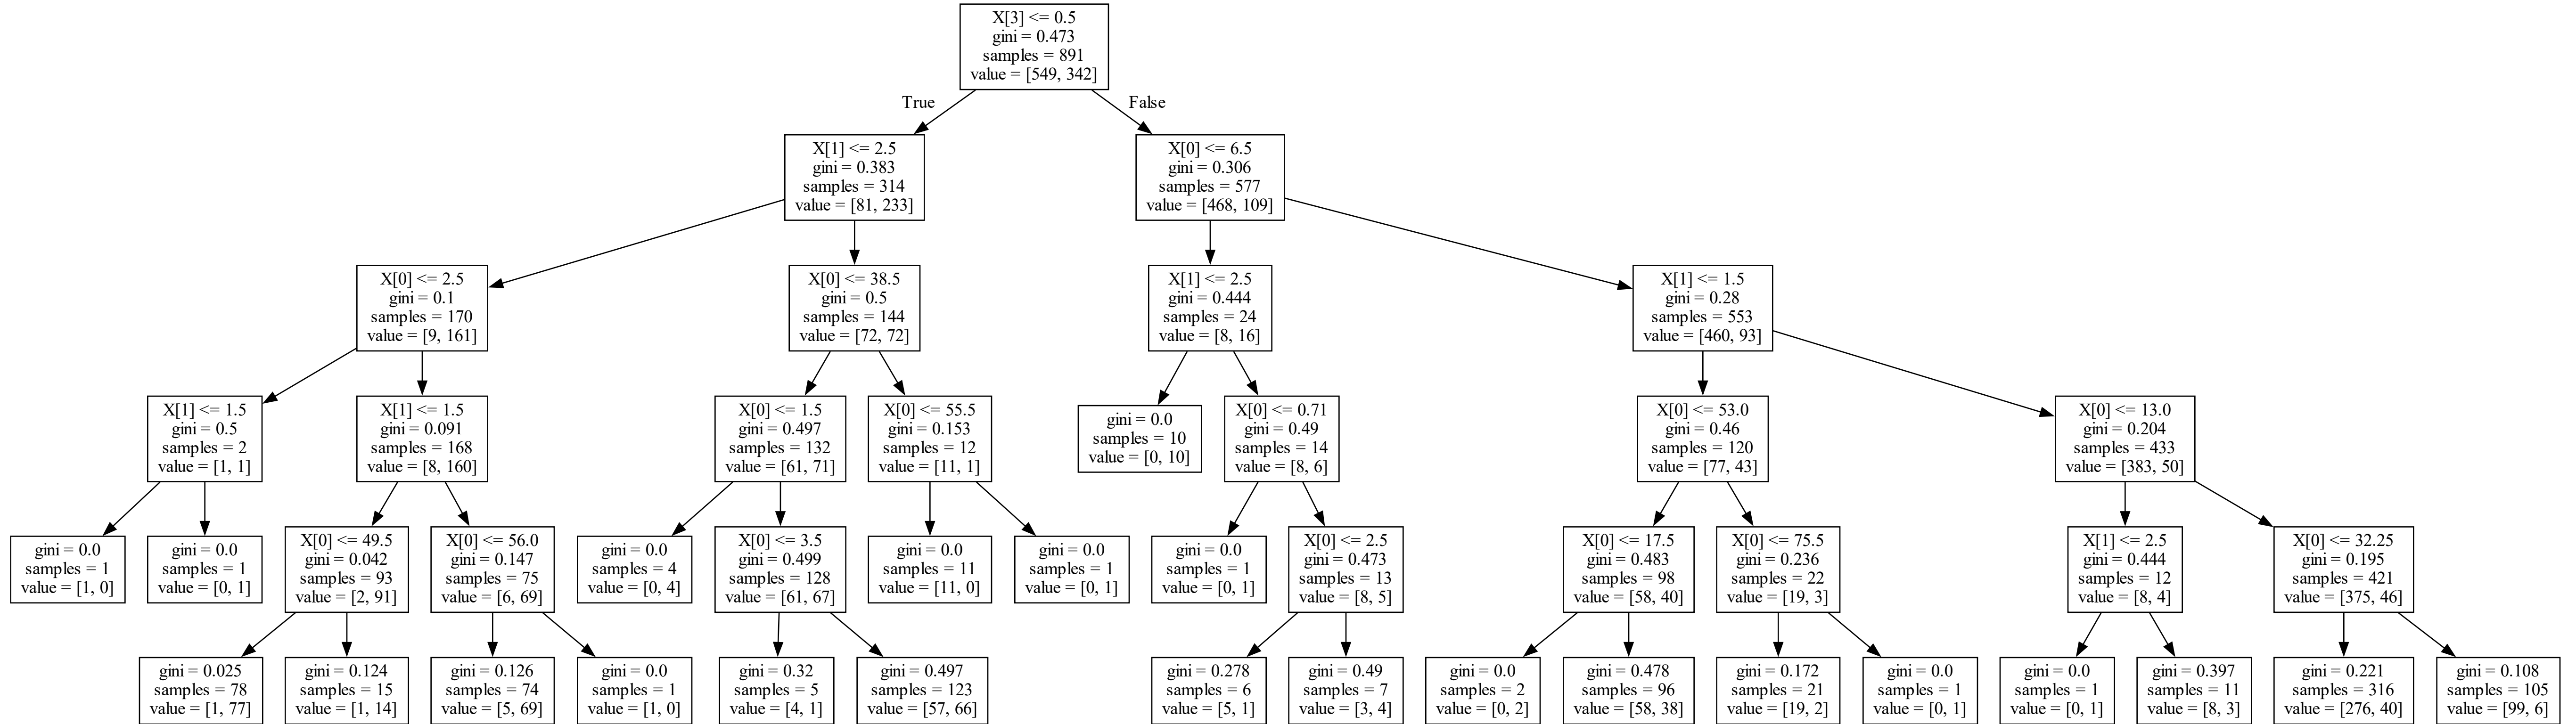 X[3] <= 0.5
gini = 0.473
samples = 891
value = [549, 342]
True
False
X[1] <= 2.5
gini = 0.383
samples = 314
value = [81, 233]
X[0] <= 6.5
gini = 0.306
samples = 577
value = [468, 109]
X[0] <= 2.5
gini = 0.1
samples = 170
value = [9, 161]
X[0] <= 38.5
gini = 0.5
samples = 144
value = [72, 72]
X[1] <= 2.5
gini = 0.444
samples = 24
value = [8, 16]
X[1] <= 1.5
gini = 0.28
samples = 553
value = [460, 93]
X[1] <= 1.5
gini = 0.5
samples = 2
value = [1, 1]
X[1] <= 1.5
gini = 0.091
samples = 168
value = [8, 160]
X[0] <= 1.5
gini = 0.497
samples = 132
value = [61, 71]
X[0] <= 55.5
gini = 0.153
samples = 12
value = [11, 1]
gini = 0.0
samples = 10
value = [0, 10]
X[0] <= 0.71
gini = 0.49
samples = 14
value = [8, 6]
X[0] <= 53.0
gini = 0.46
samples = 120
value = [77, 43]
X[0] <= 13.0
gini = 0.204
samples = 433
value = [383, 50]
gini = 0.0
samples = 1
value = [1, 0]
gini = 0.0
samples = 1
value = [0, 1]
X[0] <= 49.5
gini = 0.042
samples = 93
value = [2, 91]
X[0] <= 56.0
gini = 0.147
samples = 75
value = [6, 69]
gini = 0.0
samples = 4
value = [0, 4]
X[0] <= 3.5
gini = 0.499
samples = 128
value = [61, 67]
gini = 0.0
samples = 11
value = [11, 0]
gini = 0.0
samples = 1
value = [0, 1]
gini = 0.0
samples = 1
value = [0, 1]
X[0] <= 2.5
gini = 0.473
samples = 13
value = [8, 5]
X[0] <= 17.5
gini = 0.483
samples = 98
value = [58, 40]
X[0] <= 75.5
gini = 0.236
samples = 22
value = [19, 3]
X[1] <= 2.5
gini = 0.444
samples = 12
value = [8, 4]
X[0] <= 32.25
gini = 0.195
samples = 421
value = [375, 46]
gini = 0.025
samples = 78
value = [1, 77]
gini = 0.124
samples = 15
value = [1, 14]
gini = 0.126
samples = 74
value = [5, 69]
gini = 0.0
samples = 1
value = [1, 0]
gini = 0.32
samples = 5
value = [4, 1]
gini = 0.497
samples = 123
value = [57, 66]
gini = 0.278
samples = 6
value = [5, 1]
gini = 0.49
samples = 7
value = [3, 4]
gini = 0.0
samples = 2
value = [0, 2]
gini = 0.478
samples = 96
value = [58, 38]
gini = 0.172
samples = 21
value = [19, 2]
gini = 0.0
samples = 1
value = [0, 1]
gini = 0.0
samples = 1
value = [0, 1]
gini = 0.397
samples = 11
value = [8, 3]
gini = 0.221
samples = 316
value = [276, 40]
gini = 0.108
samples = 105
value = [99, 6]